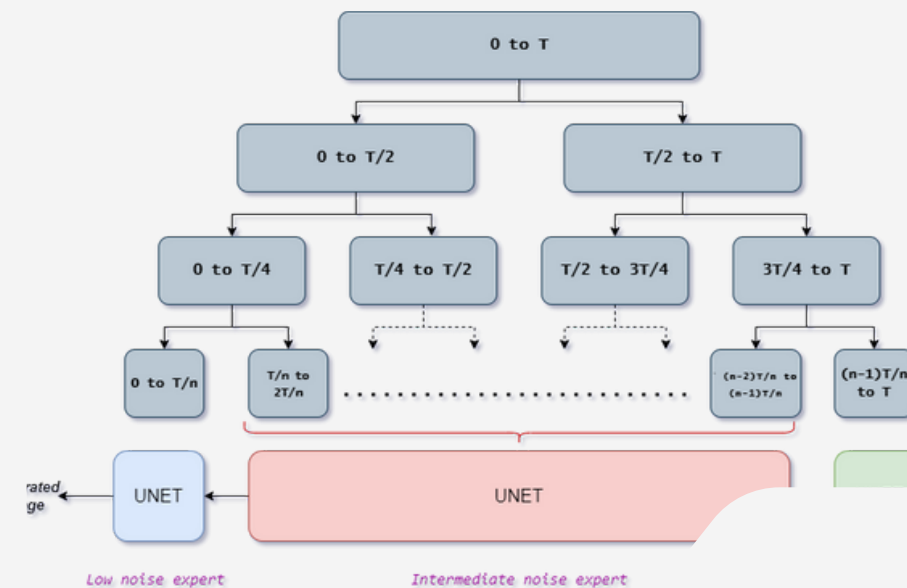 0 to T
0 to T/2
T/2 to T
0 to T/4
T/4 to T/2
T/2 to 3T/4
3T/4 to T
0 to T/n
T/n to
2T/n
(n-2)T/n to
(n-1)T/n
(n-1)T/n
to T
rated
ge
UNET
UNET
Low noise expert
Intermediate noise expert